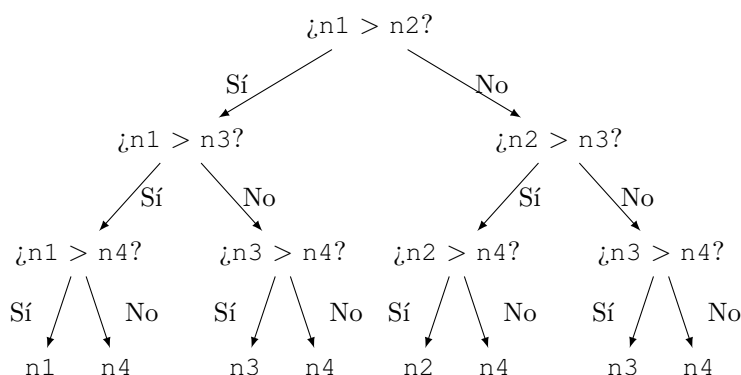 ¿n1 > n2?
Sí No
¿n1 > n3? ¿n2 > n3?
Sí No Sí No
¿n1 > n4? ¿n3 > n4? ¿n2 > n4? ¿n3 > n4?
Sí No Sí No Sí No Sí No
n1 n4 n3 n4 n2 n4 n3 n4